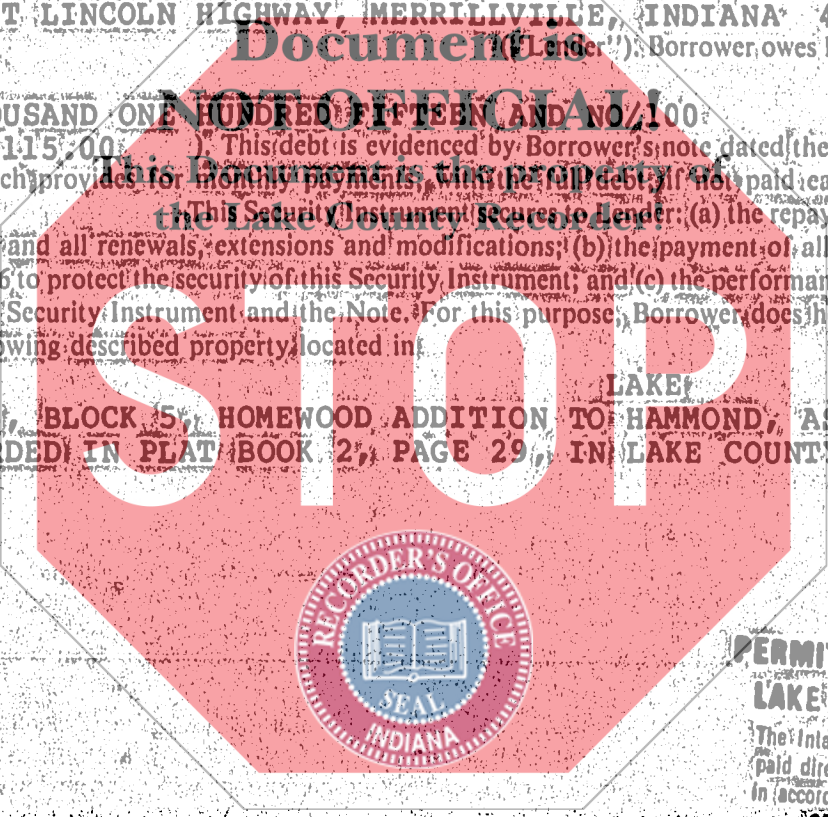 T LINCOLN HIGHWAY, MERRILLVILLE, INDIANA 4
Document is
("Lender"). Borrower owes
NOT OFFICIAL!
USAND ONE HUNDRED FIFTEEN AND NO/100
115.00 ). This debt is evidenced by Borrower's note dated the
This Document is the property of
ch provides for monthly payments, with the full debt, if not paid ea
the Lake County Recorder!
This Security Instrument secures to Lender: (a) the repay
and all renewals, extensions and modifications; (b) the payment of all
6 to protect the security of this Security Instrument; and (c) the performan
Security Instrument and the Note. For this purpose, Borrower does h
wing described property located in
STOP
LAKE
, BLOCK 5, HOMEWOOD ADDITION TO HAMMOND, AS
RDED IN PLAT BOOK 2, PAGE 29, IN LAKE COUNTY
RECORDER'S OFFICE
SEAL
INDIANA
PERMI
LAKE
The Inte
paid dire
in accord